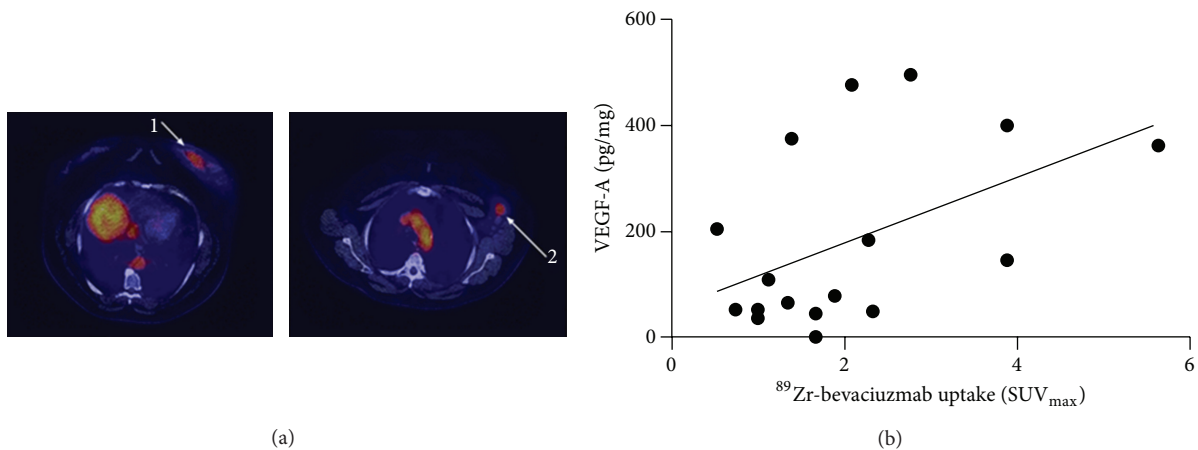 1
2
(a)
600
400
200
0
VEGF-A (pg/mg)
0
2
4
6
⁸⁹Zr-bevaciuzmab uptake (SUVₘₐₓ)
(b)